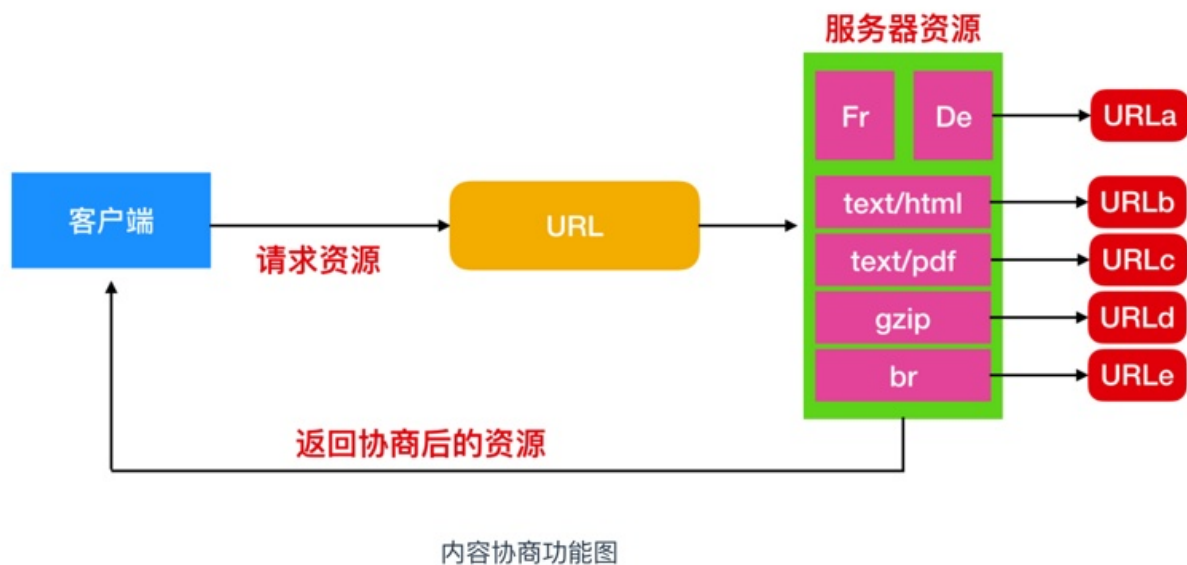 服务器资源
Fr
De
URLa
客户端
请求资源
URL
text/html
URLb
text/pdf
URLc
gzip
URLd
br
URLe
返回协商后的资源
内容协商功能图